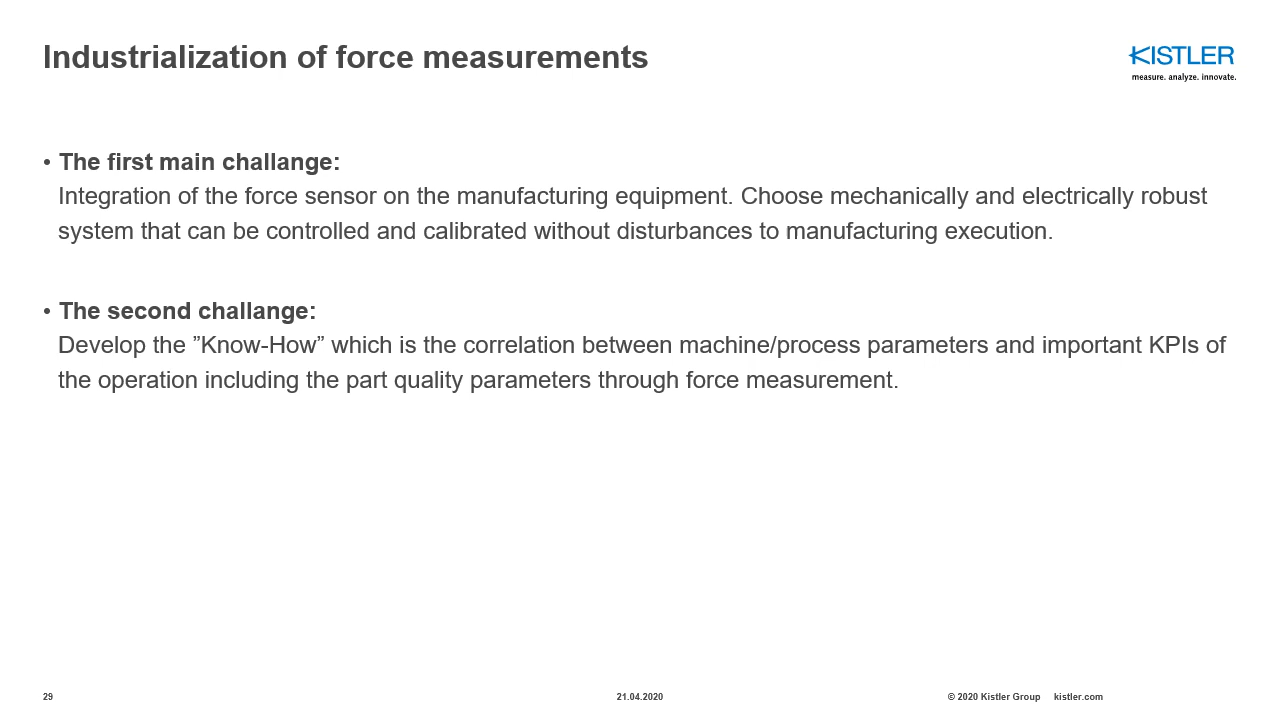 Industrialization of force measurements
KISTLER
measure. analyze. innovate.
• The first main challange:
Integration of the force sensor on the manufacturing equipment. Choose mechanically and electrically robust
system that can be controlled and calibrated without disturbances to manufacturing execution.
• The second challange:
Develop the ”Know-How” which is the correlation between machine/process parameters and important KPIs of
the operation including the part quality parameters through force measurement.
29 21.04.2020 © 2020 Kistler Group kistler.com